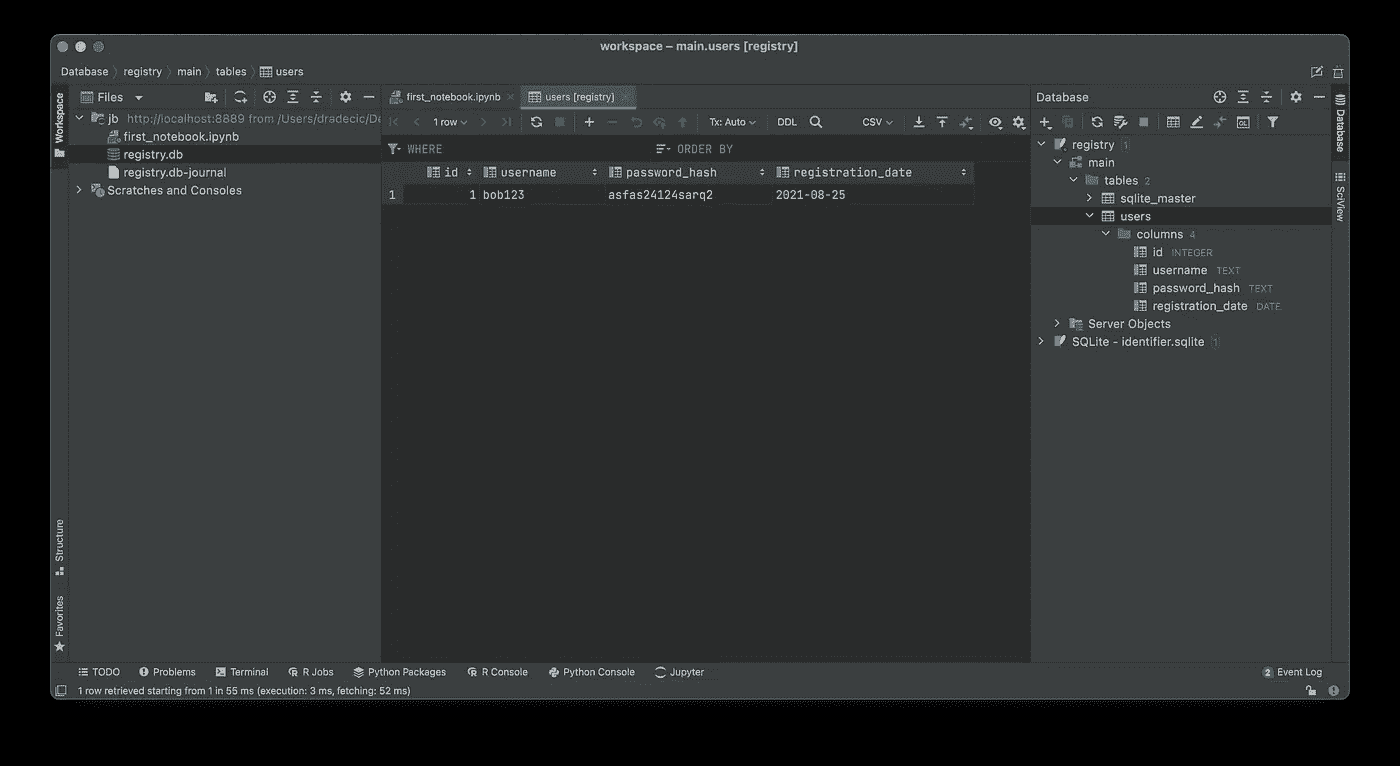 workspace – main.users [registry]
Database registry main tables users
Workspace
Files
jb http://localhost:8889 from /Users/dradecic/De
first_notebook.ipynb
registry.db
registry.db-journal
Scratches and Consoles
Structure
Favorites
first_notebook.ipynb users [registry]
1 row Tx: Auto DDL CSV
WHERE ORDER BY
id username password_hash registration_date
1 1 bob123 asfas24124sarq2 2021-08-25
Database
QL
registry 1
main
tables 2
sqlite_master
users
columns 4
id INTEGER
username TEXT
password_hash TEXT
registration_date DATE
Server Objects
SQLite - identifier.sqlite 1
Database
SciView
TODO Problems Terminal R Jobs Python Packages R Console Python Console Jupyter 2 Event Log
1 row retrieved starting from 1 in 55 ms (execution: 3 ms, fetching: 52 ms)